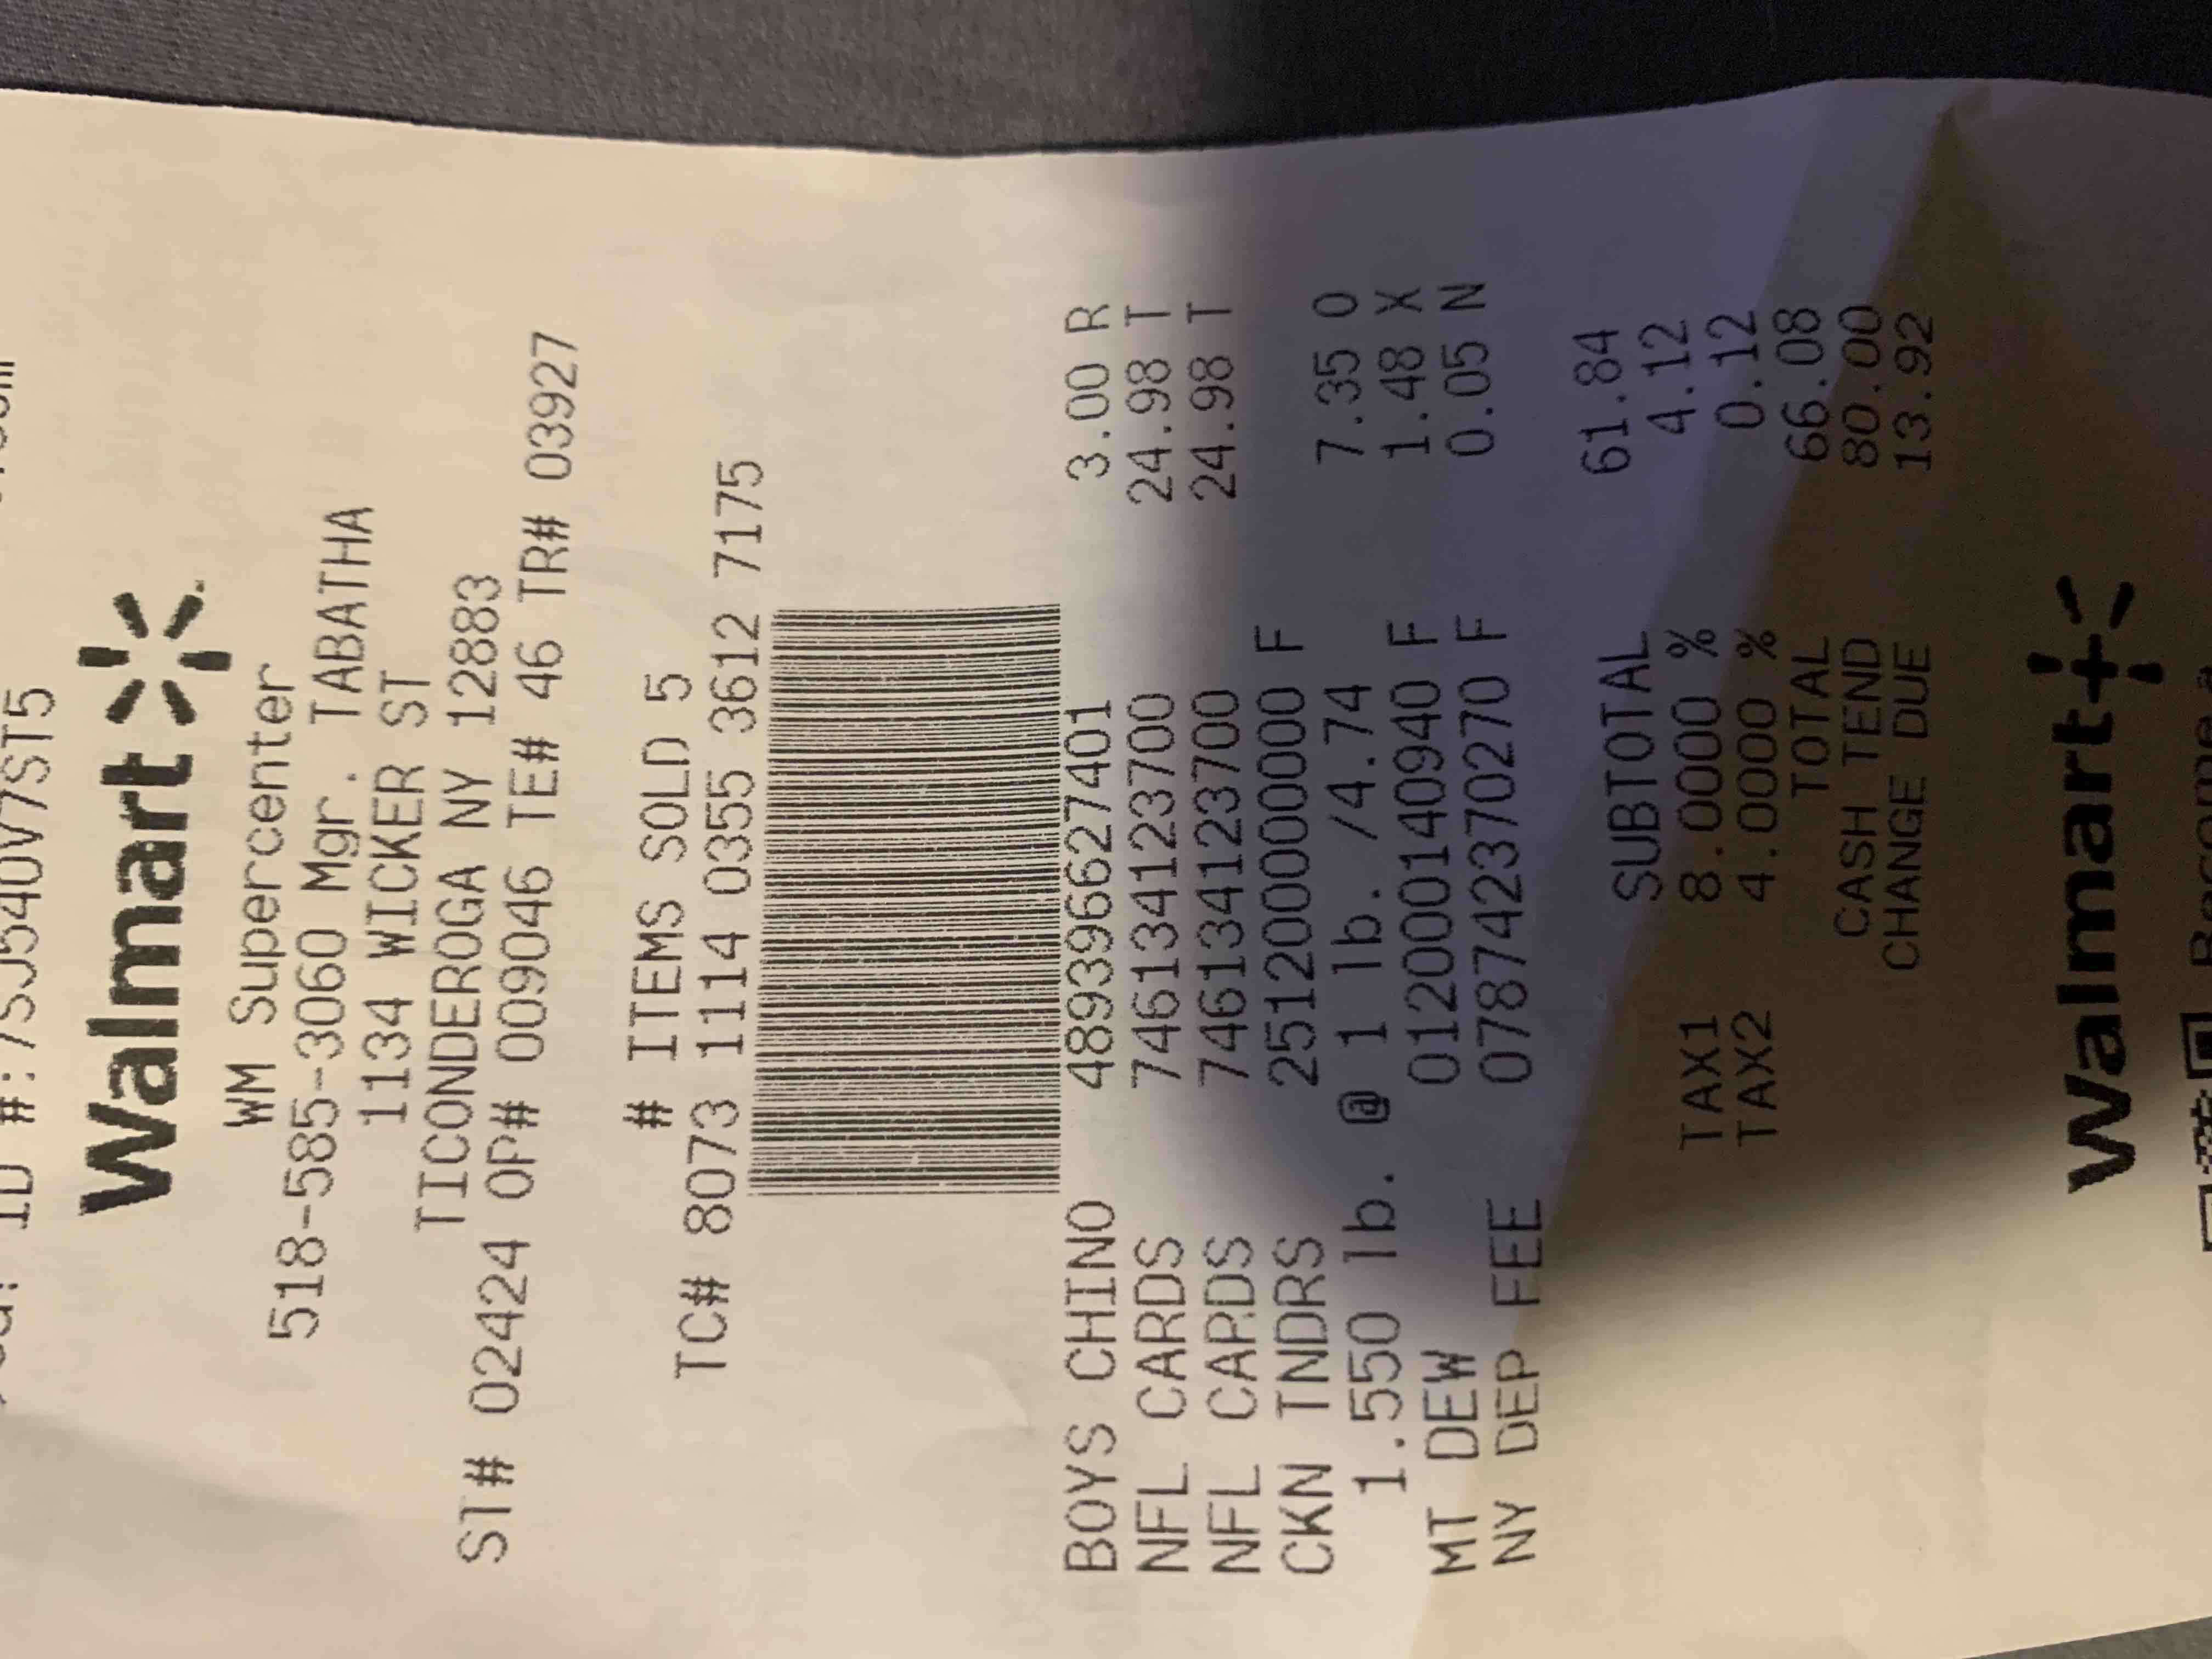 ID #:7SJ540V7ST5
Walmart
WM Supercenter
518-585-3060 Mgr. TABATHA
1134 WICKER ST
TICONDEROGA NY 12883
ST# 02424 OP# 009046 TE# 46 TR# 03927
# ITEMS SOLD 5
TC# 8073 1114 0355 3612 7175
BOYS CHINO 489396627401 3.00 R
NFL CARDS 746134123700 24.98 T
NFL CARDS 746134123700 24.98 T
CKN TNDRS 251200000000 F
1.550 lb. @ 1 lb. /4.74 7.35 O
MT DEW 012000140940 F 1.48 X
NY DEP FEE 078742370270 F 0.05 N
SUBTOTAL 61.84
TAX1 8.0000 % 4.12
TAX2 4.0000 % 0.12
TOTAL 66.08
CASH TEND 80.00
CHANGE DUE 13.92
Walmart+
Become a